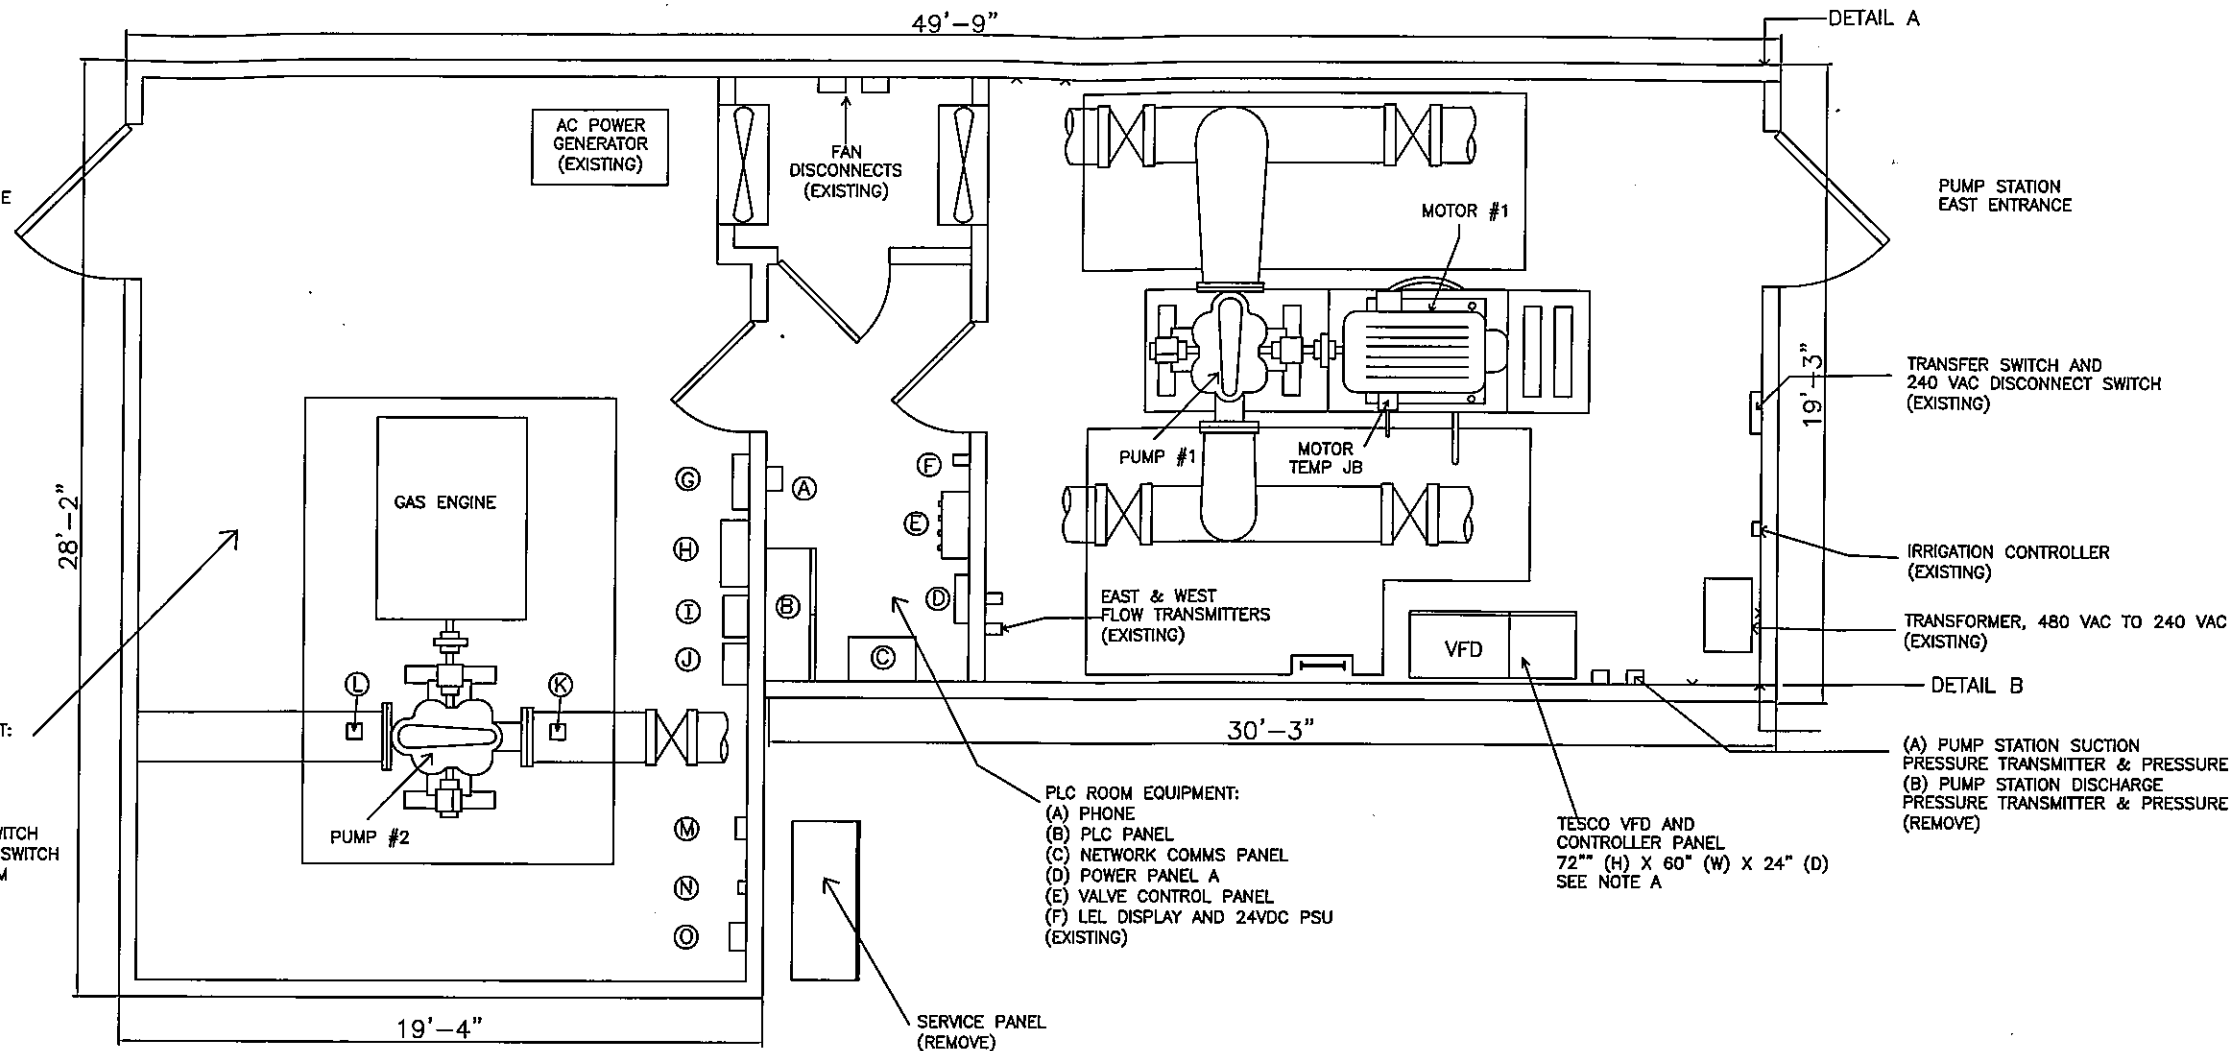 49'-9"
DETAIL A
AC POWER
GENERATOR
(EXISTING)
FAN
DISCONNECTS
(EXISTING)
MOTOR #1
PUMP STATION
EAST ENTRANCE
E
TRANSFER SWITCH AND
240 VAC DISCONNECT SWITCH
(EXISTING)
19'-3"
28'-2"
GAS ENGINE
PUMP #1
MOTOR
TEMP JB
G
A
F
E
H
I
B
D
J
C
EAST & WEST
FLOW TRANSMITTERS
(EXISTING)
VFD
IRRIGATION CONTROLLER
(EXISTING)
TRANSFORMER, 480 VAC TO 240 VAC
(EXISTING)
DETAIL B
L
K
T:
30'-3"
(A) PUMP STATION SUCTION
PRESSURE TRANSMITTER & PRESSURE
(B) PUMP STATION DISCHARGE
PRESSURE TRANSMITTER & PRESSURE
(REMOVE)
PUMP #2
ITCH
SWITCH
M
M
N
O
PLC ROOM EQUIPMENT:
(A) PHONE
(B) PLC PANEL
(C) NETWORK COMMS PANEL
(D) POWER PANEL A
(E) VALVE CONTROL PANEL
(F) LEL DISPLAY AND 24VDC PSU
(EXISTING)
TESCO VFD AND
CONTROLLER PANEL
72"" (H) X 60" (W) X 24" (D)
SEE NOTE A
19'-4"
SERVICE PANEL
(REMOVE)